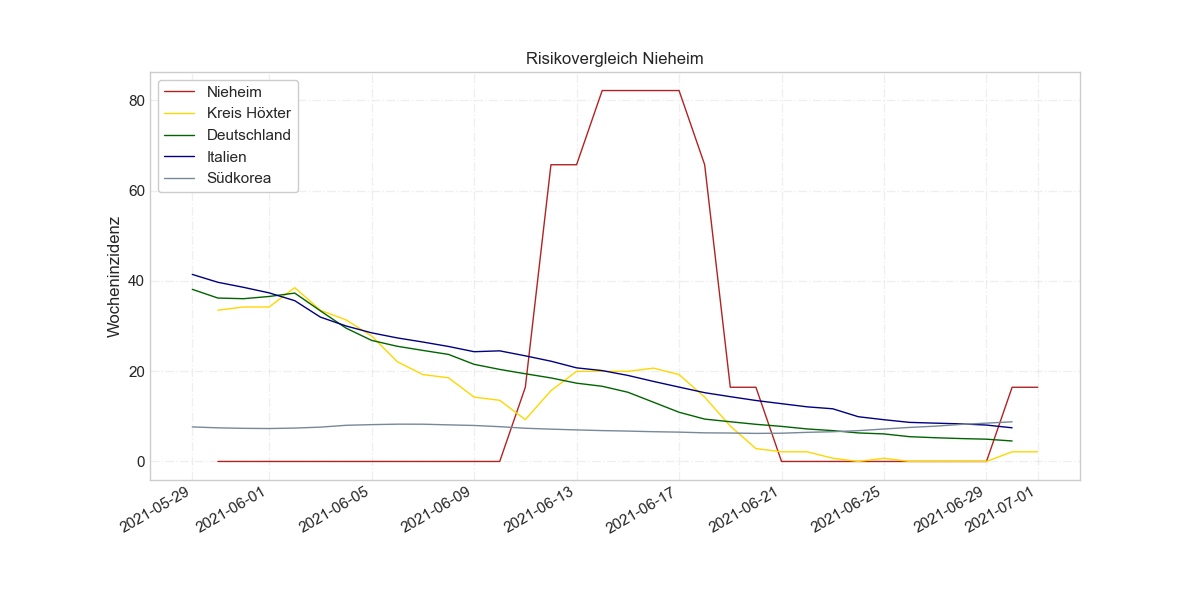 Risikovergleich Nieheim
Nieheim
Kreis Höxter
Deutschland
Italien
Südkorea
Wocheninzidenz
80
60
40
20
0
2021-05-29
2021-06-01
2021-06-05
2021-06-09
2021-06-13
2021-06-17
2021-06-21
2021-06-25
2021-06-29
2021-07-01